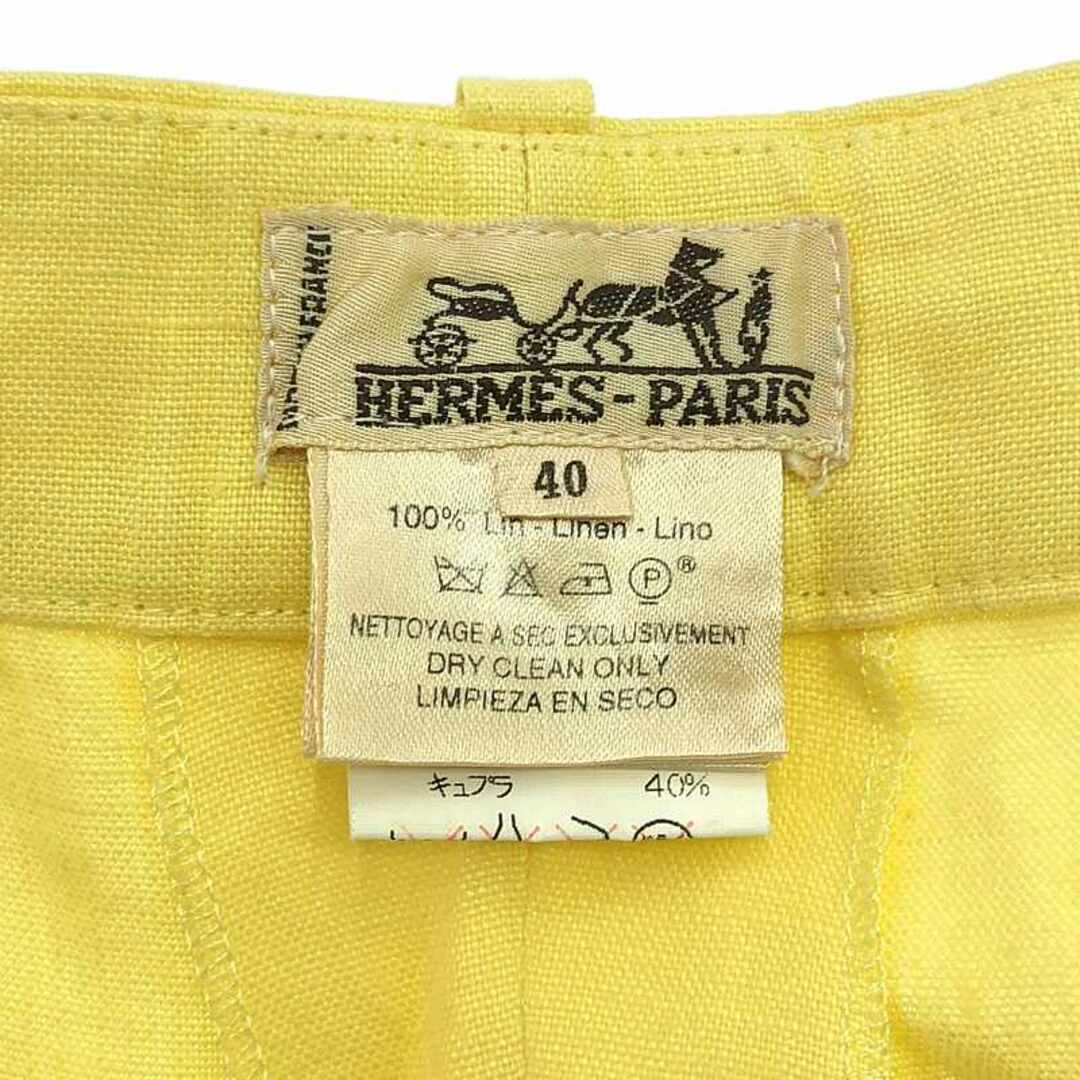 HERMES-PARIS
40
100% Lin - Linen - Lino
P ®
NETTOYAGE A SEC EXCLUSIVEMENT
DRY CLEAN ONLY
LIMPIEZA EN SECO
キュプラ 40%